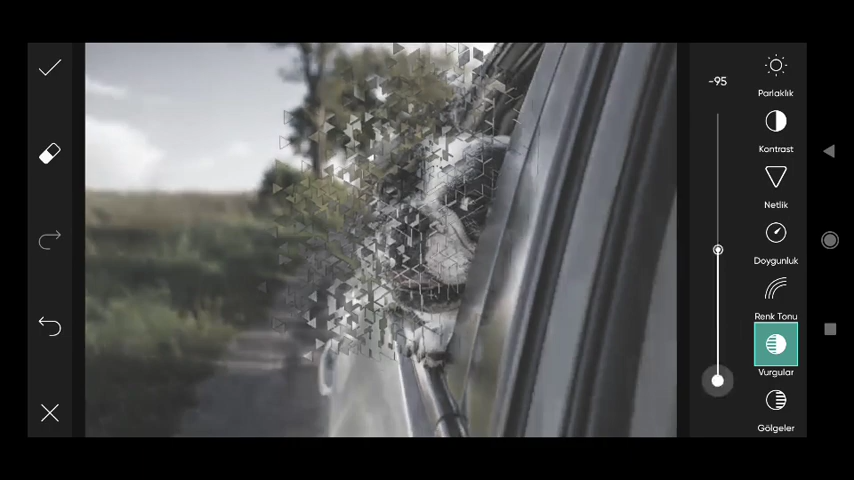 -95
Parlaklık
Kontrast
Netlik
Doygunluk
Renk Tonu
Vurgular
Gölgeler